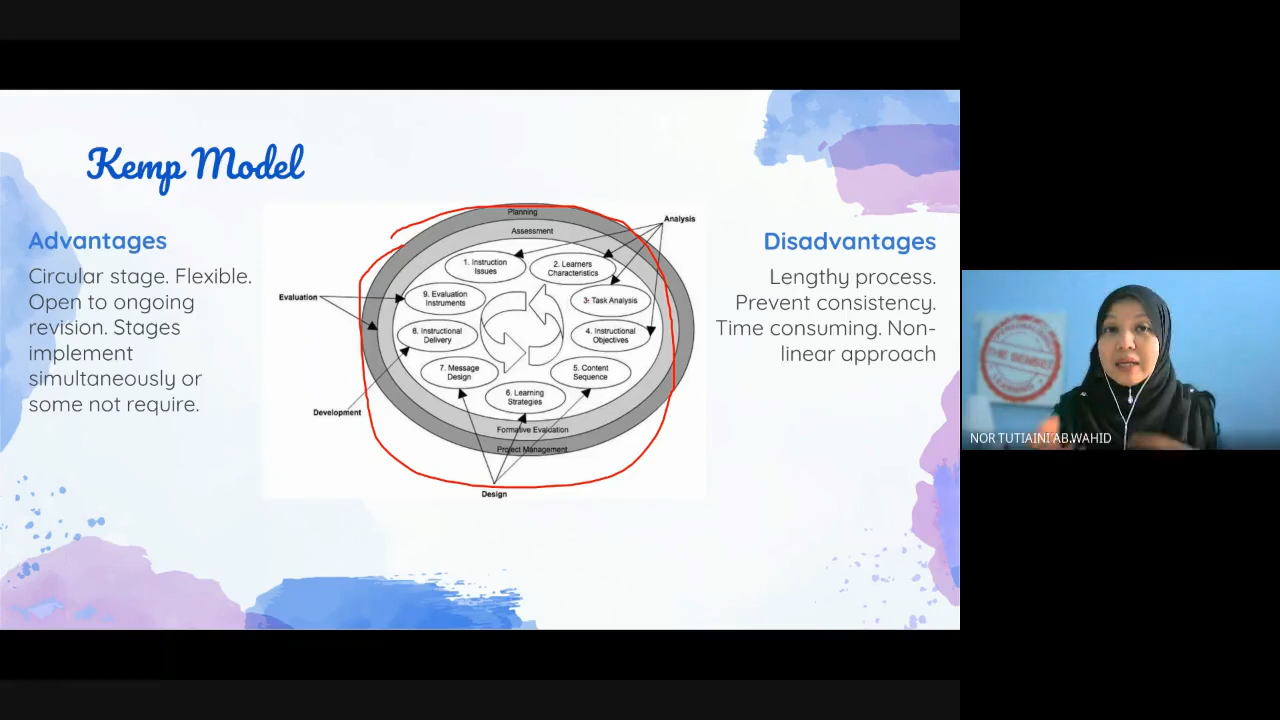 Kemp Model
Advantages
Circular stage. Flexible.
Open to ongoing
revision. Stages
implement
simultaneously or
some not require.
Planning
Assessment
Analysis
1. Instruction
Issues
2. Learners
Characteristics
3: Task Analysis
4. Instructional
Objectives
5. Content
Sequence
6. Learning
Strategies
7. Message
Design
8. Instructional
Delivery
9. Evaluation
Instruments
Evaluation
Development
Formative Evaluation
Project Management
Design
Disadvantages
Lengthy process.
Prevent consistency.
Time consuming. Non-
linear approach
THE SENSEI
NOR TUTIAINI AB.WAHID